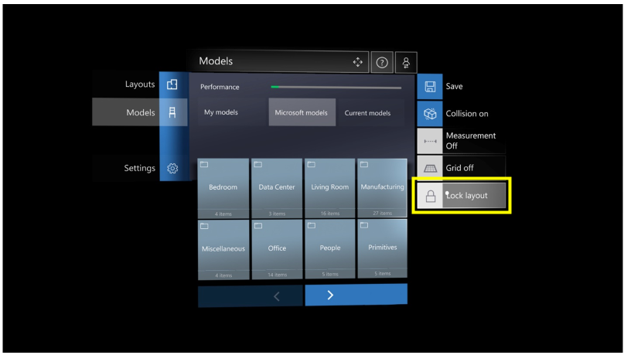 Models
Layouts
Models
Settings
Performance
My models
Microsoft models
Current models
Bedroom
4 items
Data Center
3 items
Living Room
16 items
Manufacturing
27 items
Miscellaneous
4 items
Office
14 items
People
3 items
Primitives
5 items
Save
Collision on
Measurement
Off
Grid off
Lock layout